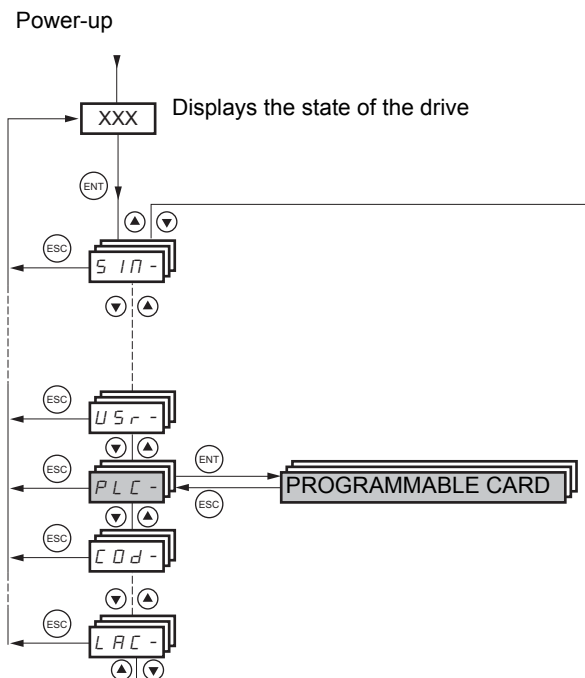 Power-up
XXX
Displays the state of the drive
ENT
ESC
SIM-
ESC
USr-
ESC
ENT
PLC-
PROGRAMMABLE CARD
ESC
ESC
COd-
ESC
LAC-